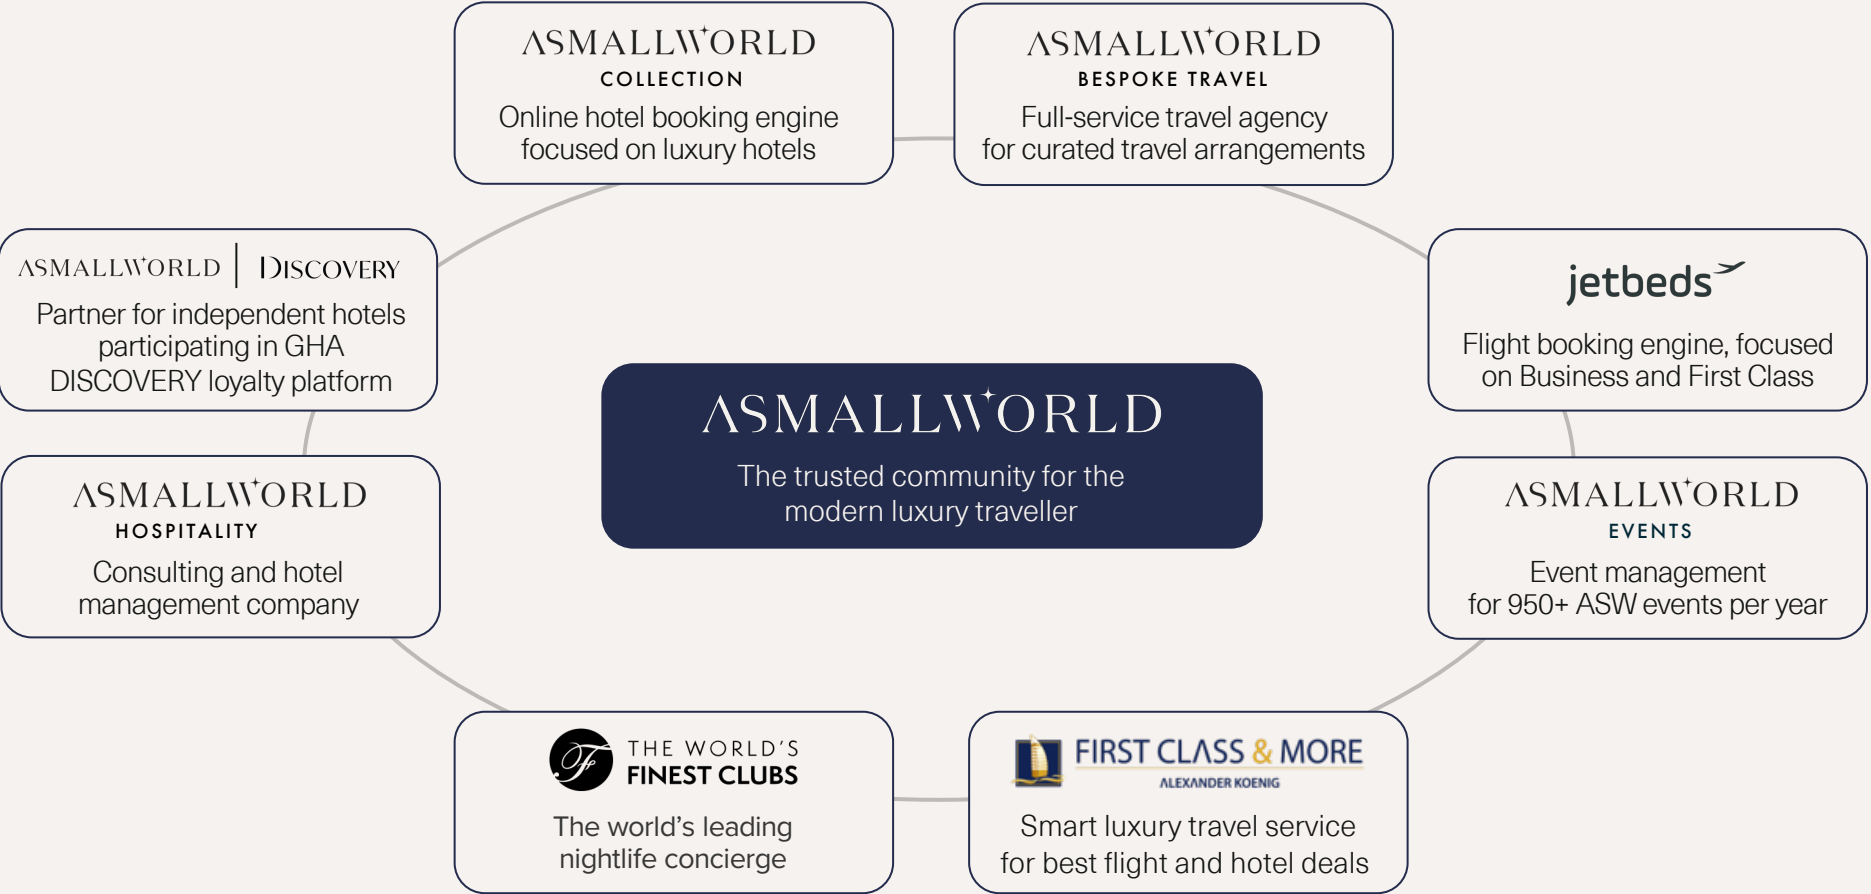 ASMALLWORLD
COLLECTION
Online hotel booking engine
focused on luxury hotels
ASMALLWORLD
BESPOKE TRAVEL
Full-service travel agency
for curated travel arrangements
ASMALLWORLD | DISCOVERY
Partner for independent hotels
participating in GHA
DISCOVERY loyalty platform
jetbeds
Flight booking engine, focused
on Business and First Class
ASMALLWORLD
The trusted community for the
modern luxury traveller
ASMALLWORLD
HOSPITALITY
Consulting and hotel
management company
ASMALLWORLD
EVENTS
Event management
for 950+ ASW events per year
F
THE WORLD'S
FINEST CLUBS
The world's leading
nightlife concierge
FIRST CLASS & MORE
ALEXANDER KOENIG
Smart luxury travel service
for best flight and hotel deals